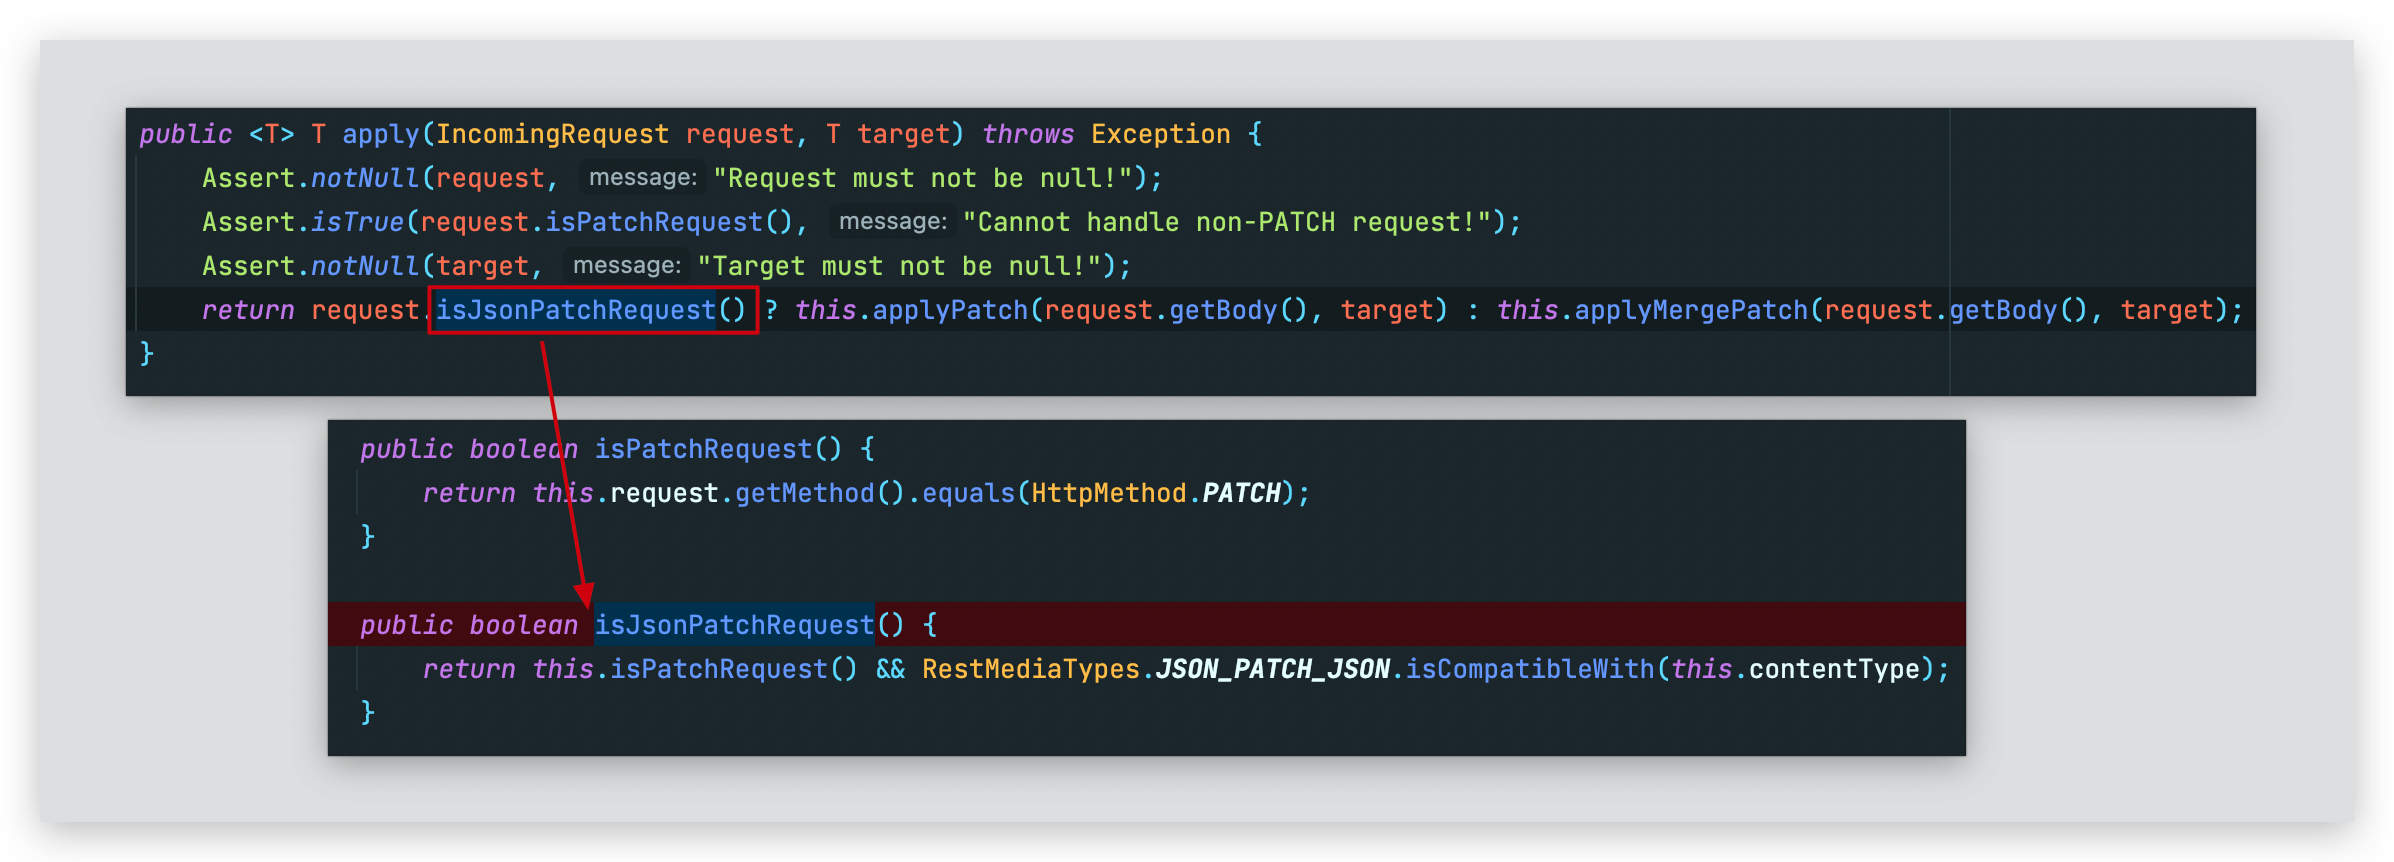 public <T> T apply(IncomingRequest request, T target) throws Exception {
Assert.notNull(request, message: "Request must not be null!");
Assert.isTrue(request.isPatchRequest(), message: "Cannot handle non-PATCH request!");
Assert.notNull(target, message: "Target must not be null!");
return request.isJsonPatchRequest() ? this.applyPatch(request.getBody(), target) : this.applyMergePatch(request.getBody(), target);
}
public boolean isPatchRequest() {
return this.request.getMethod().equals(HttpMethod.PATCH);
}
public boolean isJsonPatchRequest() {
return this.isPatchRequest() && RestMediaTypes.JSON_PATCH_JSON.isCompatibleWith(this.contentType);
}